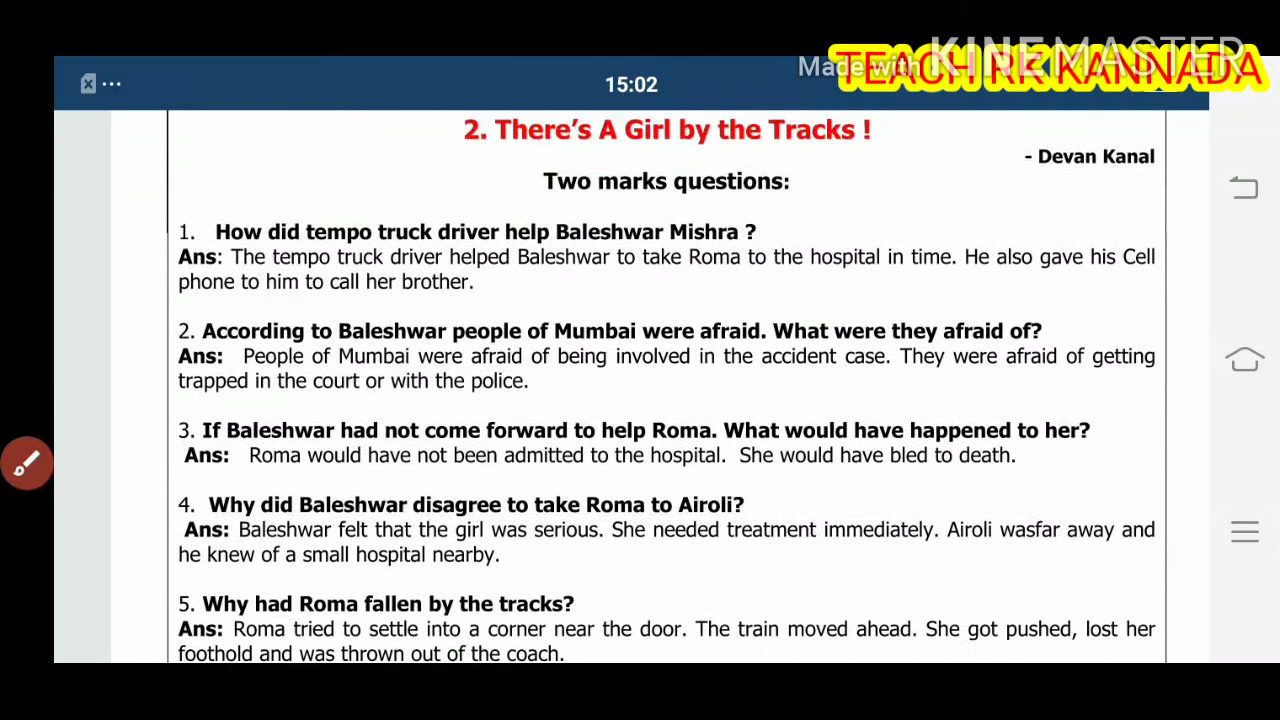 Made with KINEMASTER
TEACH RK KANNADA
15:02
2. There's A Girl by the Tracks !
- Devan Kanal
Two marks questions:
1. How did tempo truck driver help Baleshwar Mishra ?
Ans: The tempo truck driver helped Baleshwar to take Roma to the hospital in time. He also gave his Cell
phone to him to call her brother.
2. According to Baleshwar people of Mumbai were afraid. What were they afraid of?
Ans: People of Mumbai were afraid of being involved in the accident case. They were afraid of getting
trapped in the court or with the police.
3. If Baleshwar had not come forward to help Roma. What would have happened to her?
Ans: Roma would have not been admitted to the hospital. She would have bled to death.
4. Why did Baleshwar disagree to take Roma to Airoli?
Ans: Baleshwar felt that the girl was serious. She needed treatment immediately. Airoli wasfar away and
he knew of a small hospital nearby.
5. Why had Roma fallen by the tracks?
Ans: Roma tried to settle into a corner near the door. The train moved ahead. She got pushed, lost her
foothold and was thrown out of the coach.